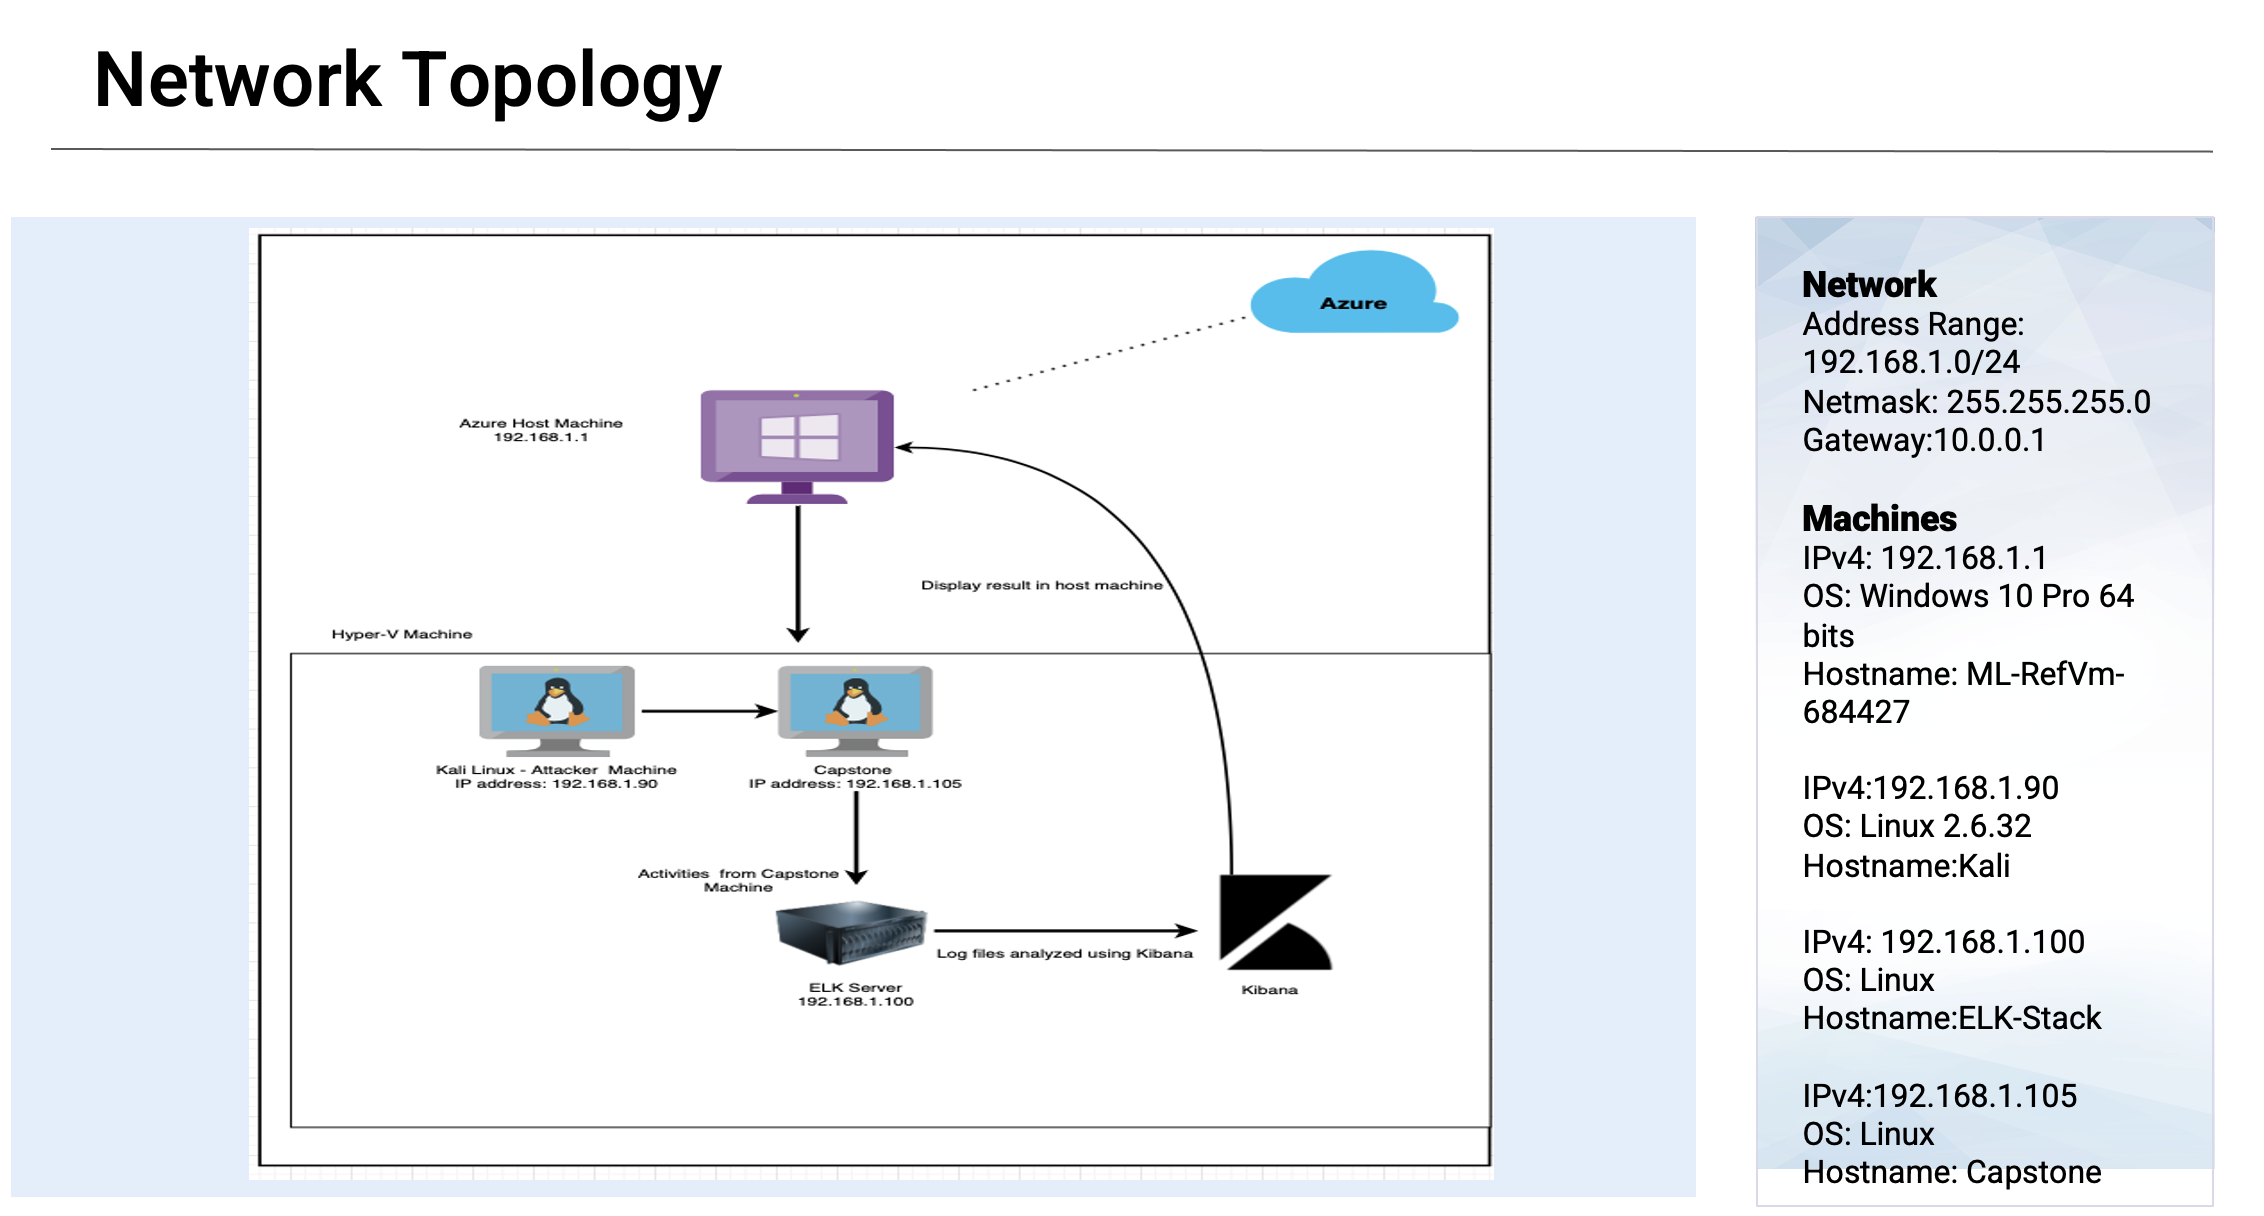 Network Topology
Azure
Azure Host Machine
192.168.1.1
Display result in host machine
Hyper-V Machine
Kali Linux - Attacker  Machine
IP address: 192.168.1.90
Capstone
IP address: 192.168.1.105
Activities  from Capstone
Machine
Log files analyzed using Kibana
ELK Server
192.168.1.100
Kibana
Network
Address Range:
192.168.1.0/24
Netmask: 255.255.255.0
Gateway:10.0.0.1
Machines
IPv4: 192.168.1.1
OS: Windows 10 Pro 64
bits
Hostname: ML-RefVm-
684427
IPv4:192.168.1.90
OS: Linux 2.6.32
Hostname:Kali
IPv4: 192.168.1.100
OS: Linux
Hostname:ELK-Stack
IPv4:192.168.1.105
OS: Linux
Hostname: Capstone